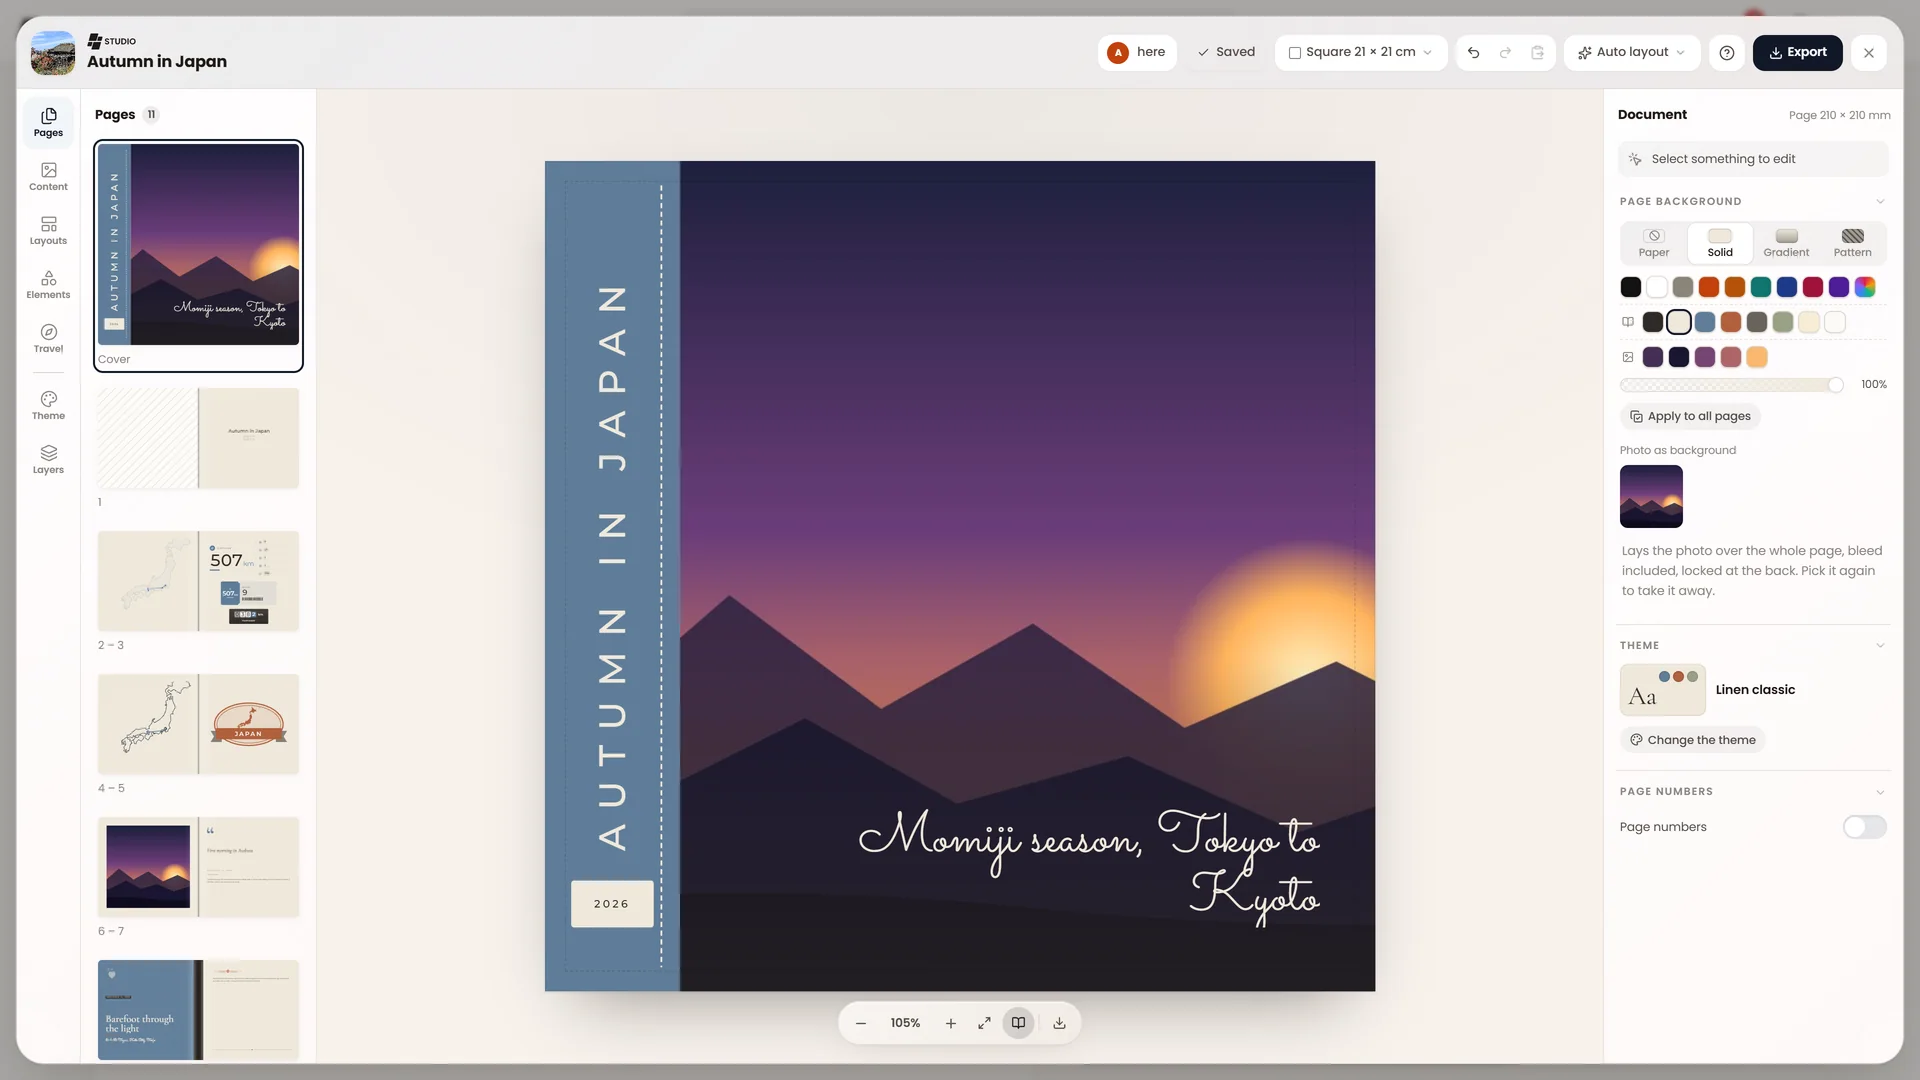 STUDIO
Autumn in Japan
A here
Saved
Square 21 × 21 cm
Auto layout
Export
Pages
Content
Layouts
Elements
Travel
Theme
Layers
Pages 11
AUTUMN IN JAPAN
Momiji season, Tokyo to
Kyoto
Cover
Autumn in Japan
1
507 km
507
9
2 – 3
JAPAN
4 – 5
“
6 – 7
Barefoot through
the light
AUTUMN IN JAPAN
2026
Momiji season, Tokyo to
Kyoto
105%
Document
Page 210 × 210 mm
Select something to edit
PAGE BACKGROUND
Paper
Solid
Gradient
Pattern
100%
Apply to all pages
Photo as background
Lays the photo over the whole page, bleed
included, locked at the back. Pick it again
to take it away.
THEME
Aa
Linen classic
Change the theme
PAGE NUMBERS
Page numbers